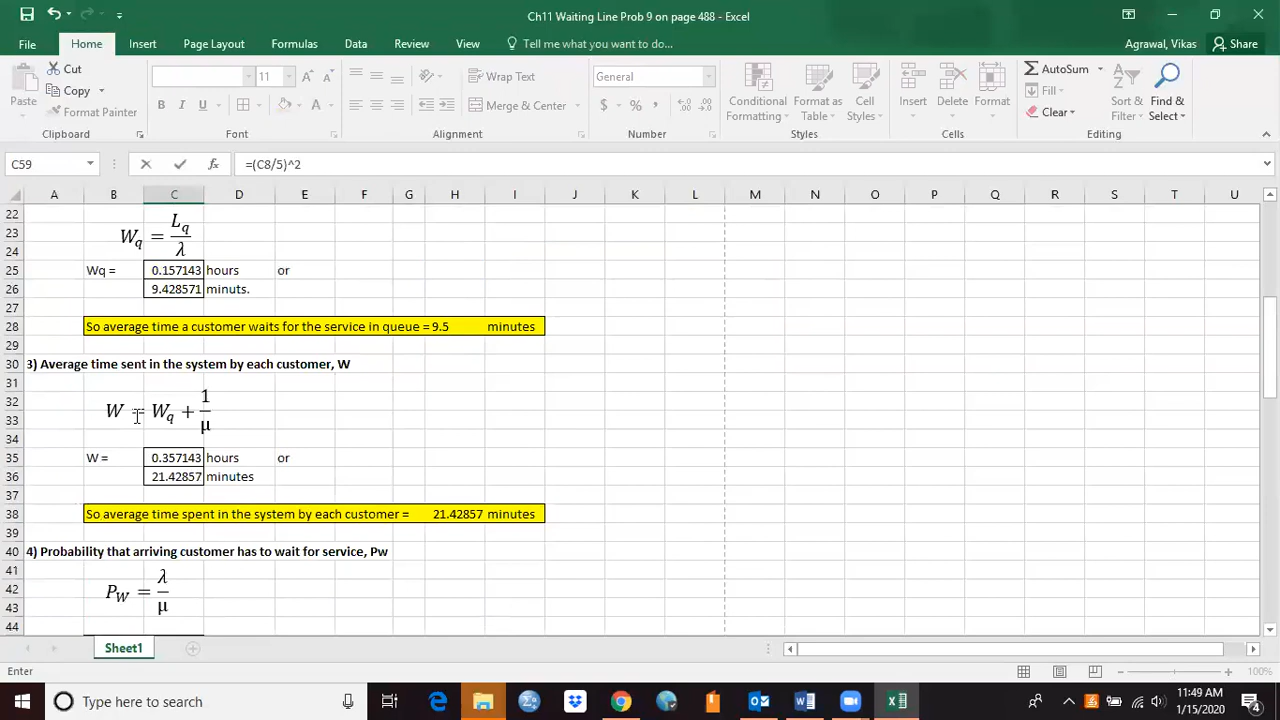 Ch11 Waiting Line Prob 9 on page 488 - Excel
File Home Insert Page Layout Formulas Data Review View Tell me what you want to do... Agrawal, Vikas Share
Paste Cut Copy Format Painter
11 A A Wrap Text General AutoSum
B I U A Merge & Center $ % , Fill Clear
Conditional Formatting Format as Table Cell Styles Insert Delete Format Sort & Filter Find & Select
Clipboard Font Alignment Number Styles Cells Editing
C59 fx =(C8/5)^2
A B C D E F G H I J K L M N O P Q R S T U
22
23 W_q = L_q / λ
24
25 Wq = 0.157143 hours or
26 9.428571 minuts.
27
28 So average time a customer waits for the service in queue = 9.5 minutes
29
30 3) Average time sent in the system by each customer, W
31
32 W = W_q + 1 / µ
33
34
35 W = 0.357143 hours or
36 21.42857 minutes
37
38 So average time spent in the system by each customer = 21.42857 minutes
39
40 4) Probability that arriving customer has to wait for service, Pw
41
42 P_W = λ / µ
43
44
Sheet1
Enter 100%
Type here to search
11:49 AM
1/15/2020
4